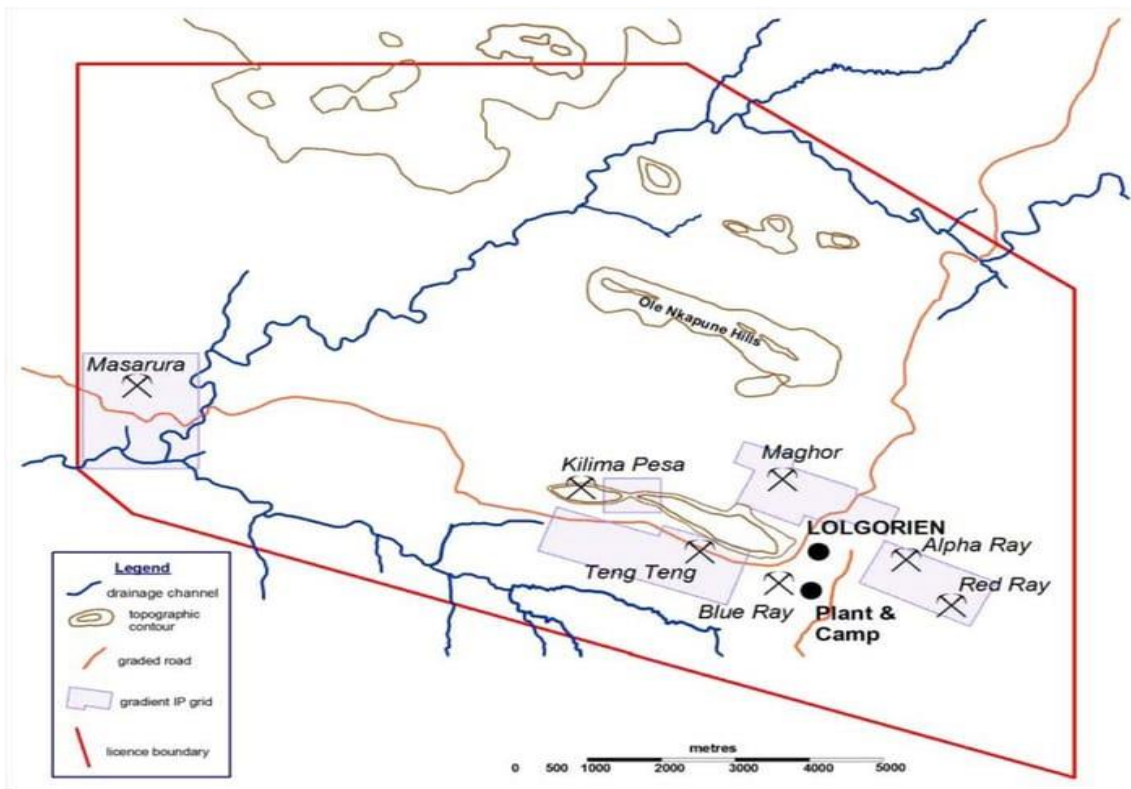 Ole Nkapune Hills
Masarura
Kilima Pesa
Maghor
LOLGORIEN
Alpha Ray
Teng Teng
Red Ray
Blue Ray
Plant &
Camp
Legend
drainage channel
topographic
contour
graded road
gradient IP grid
licence boundary
metres
0 500 1000 2000 3000 4000 5000